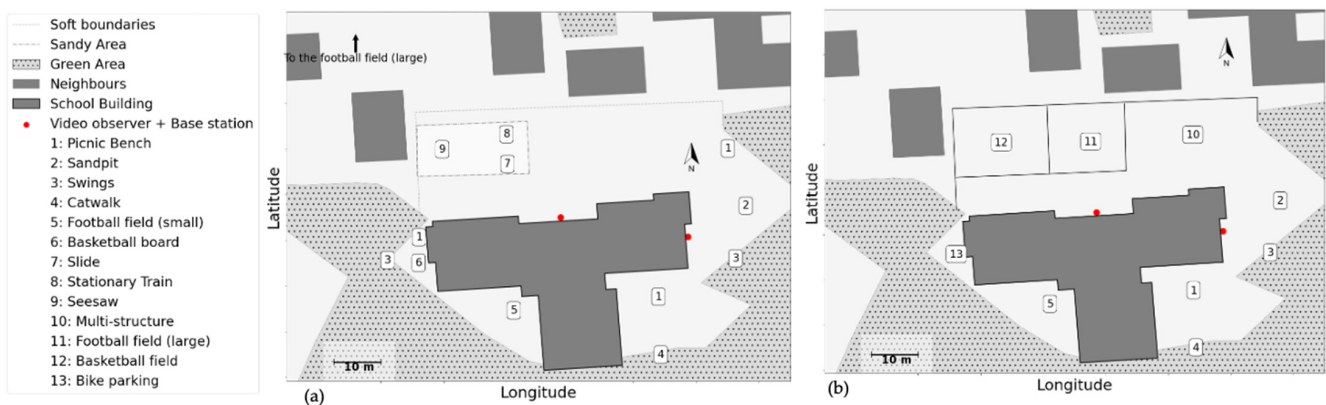 Soft boundaries
Sandy Area
Green Area
Neighbours
School Building
Video observer + Base station
1: Picnic Bench
2: Sandpit
3: Swings
4: Catwalk
5: Football field (small)
6: Basketball board
7: Slide
8: Stationary Train
9: Seesaw
10: Multi-structure
11: Football field (large)
12: Basketball field
13: Bike parking
To the football field (large)
8
9
7
1
N
2
1
3
6
3
1
5
4
10 m
Latitude
Longitude
(a)
N
12
11
10
2
13
3
1
5
4
10 m
Latitude
Longitude
(b)